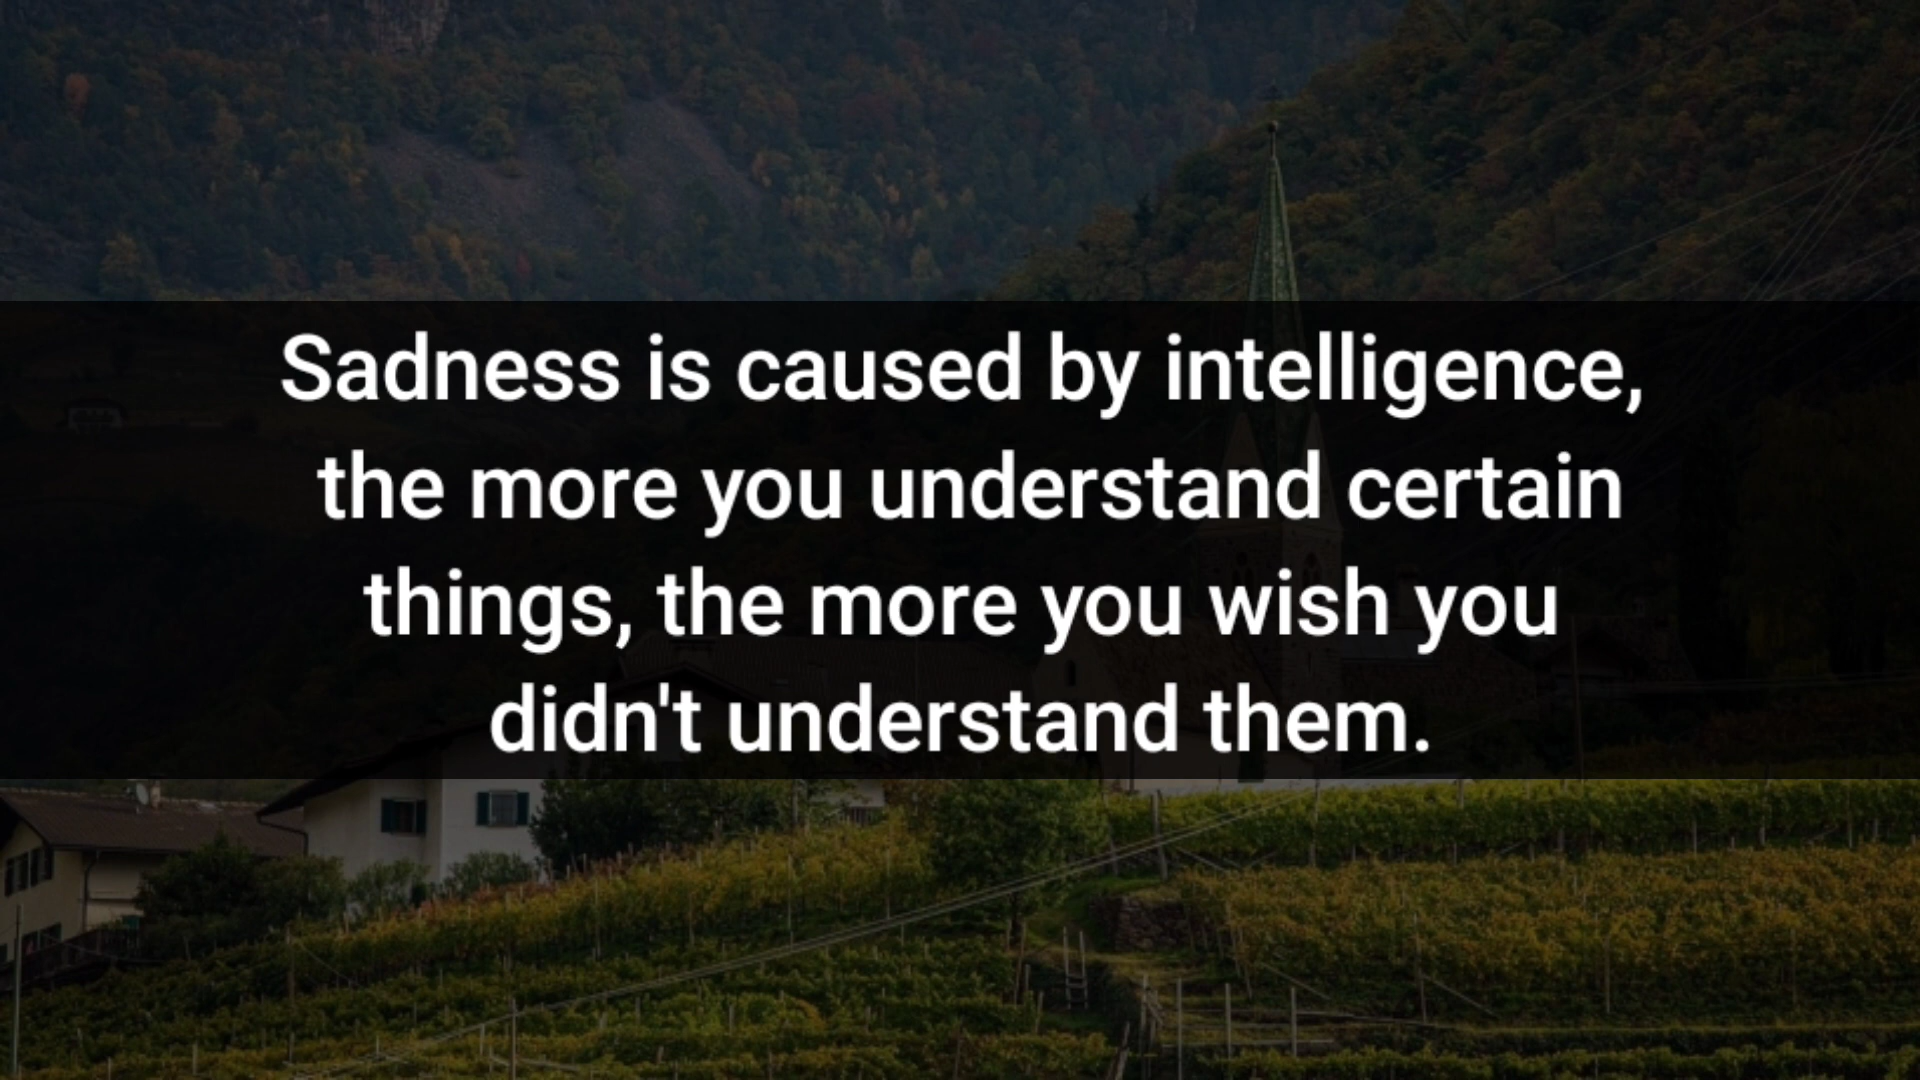 Sadness is caused by intelligence,
the more you understand certain
things, the more you wish you
didn't understand them.